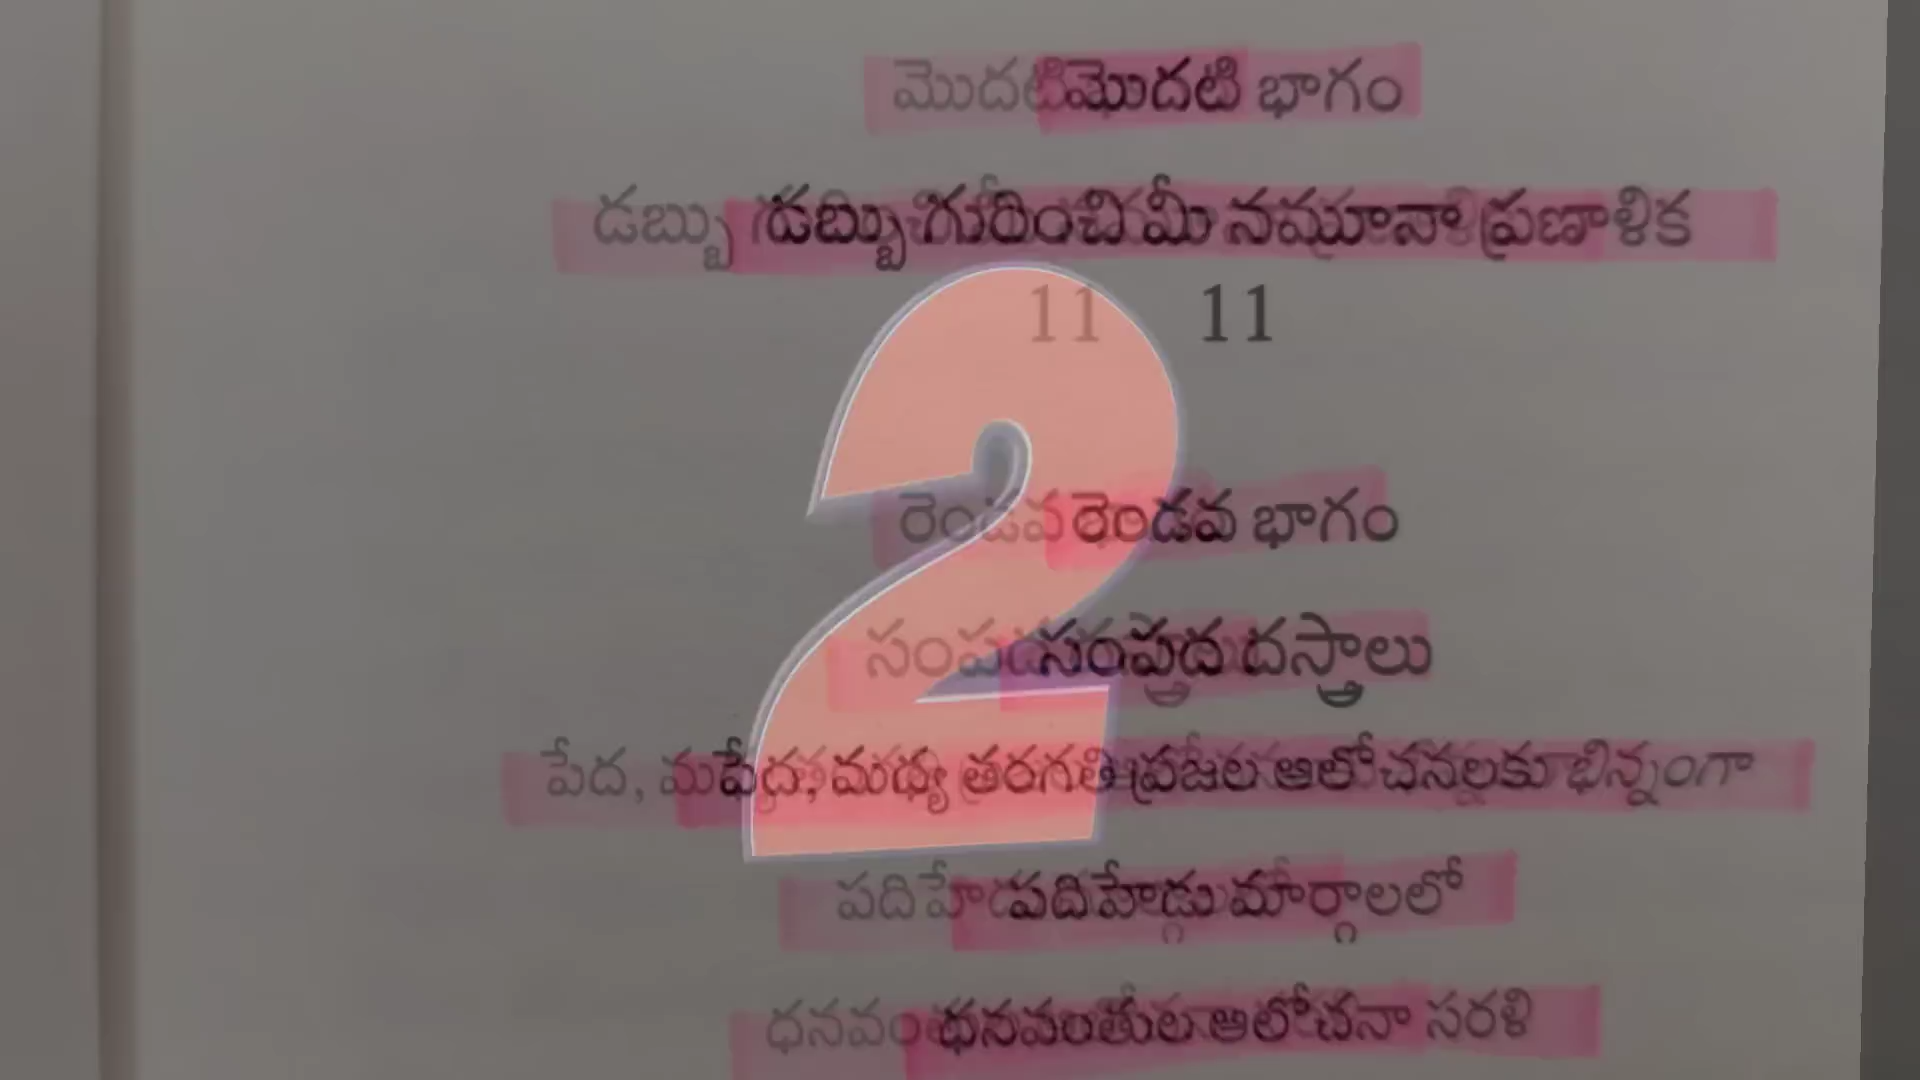 మొదటి భాగం
డబ్బు గురించి మీ నమూనా ప్రణాళిక
11
2
రెండవ భాగం
సంపద దస్త్రాలు
పేద, మధ్య తరగతి ప్రజల ఆలోచనలకు భిన్నంగా
పదిహేడు మార్గాలలో
ధనవంతుల ఆలోచనా సరళి